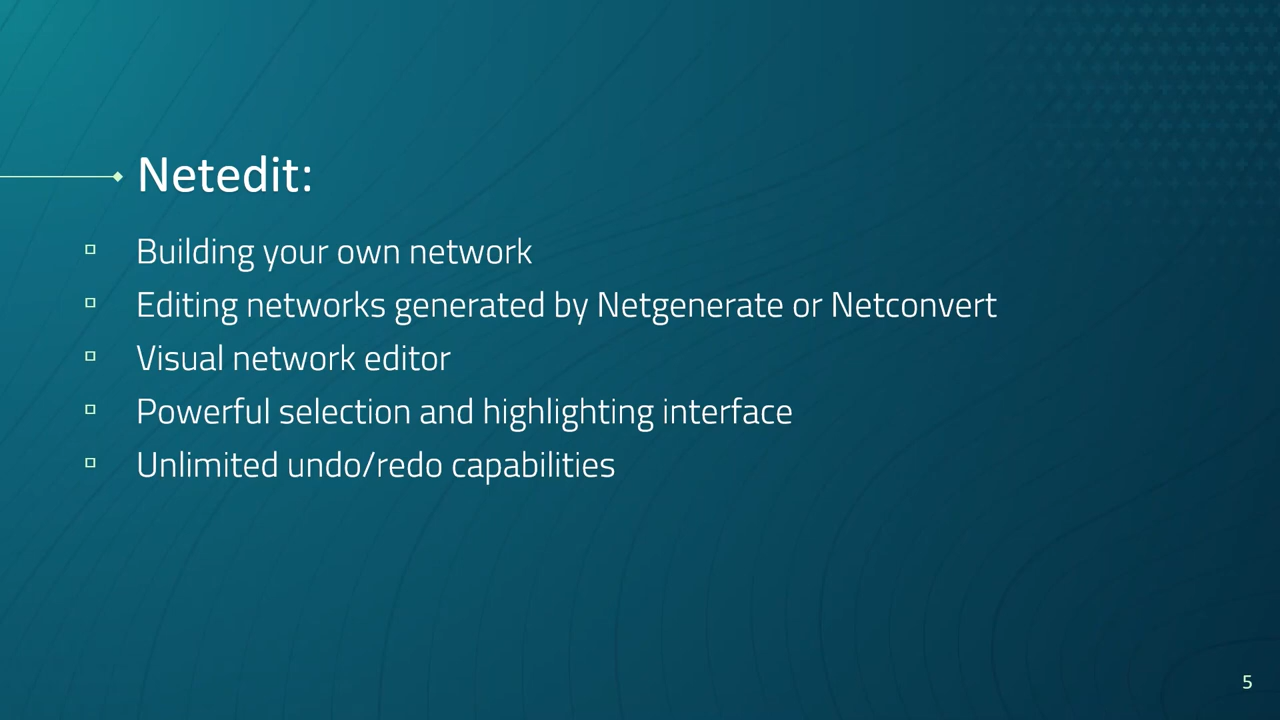 Netedit:
Building your own network
Editing networks generated by Netgenerate or Netconvert
Visual network editor
Powerful selection and highlighting interface
Unlimited undo/redo capabilities
5